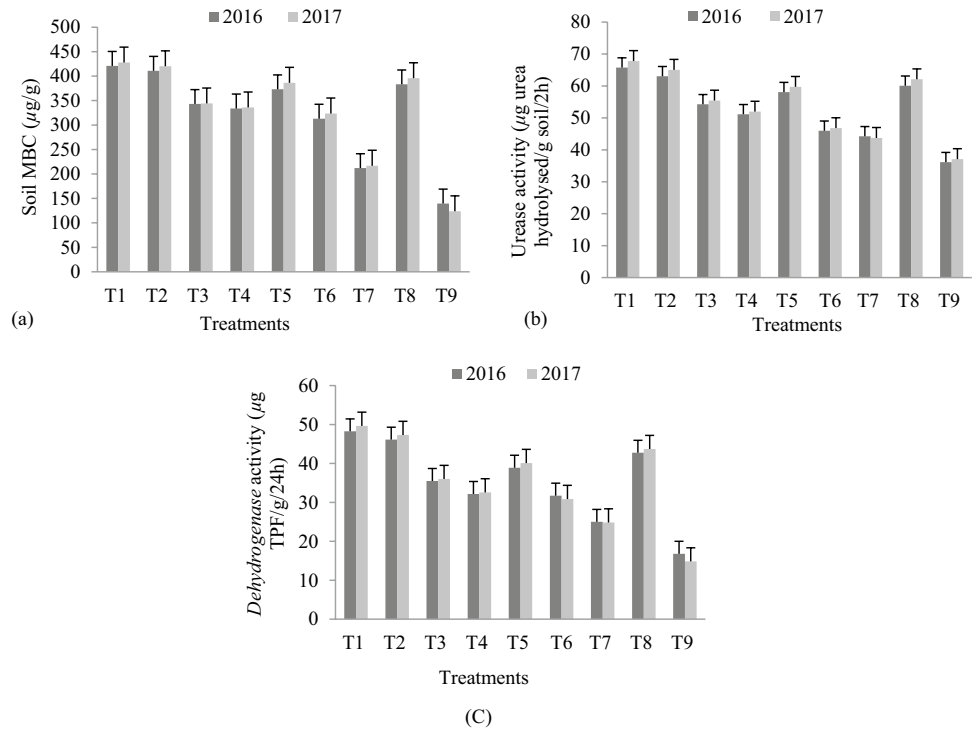 2016 2017
Soil MBC (µg/g)
500
450
400
350
300
250
200
150
100
50
0
T1 T2 T3 T4 T5 T6 T7 T8 T9
Treatments
(a)
2016 2017
Urease activity (µg urea
hydrolysed/g soil/2h)
80
70
60
50
40
30
20
10
0
T1 T2 T3 T4 T5 T6 T7 T8 T9
Treatments
(b)
2016 2017
Dehydrogenase activity (µg
TPF/g/24h)
60
50
40
30
20
10
0
T1 T2 T3 T4 T5 T6 T7 T8 T9
Treatments
(C)